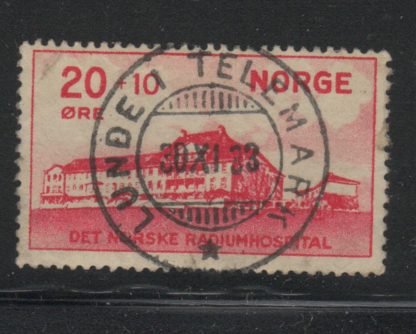 20 +10 NORGE
ØRE
LUNDE I TELEMARK
30 XI 33
DET NORSKE RADIUMHOSPITAL